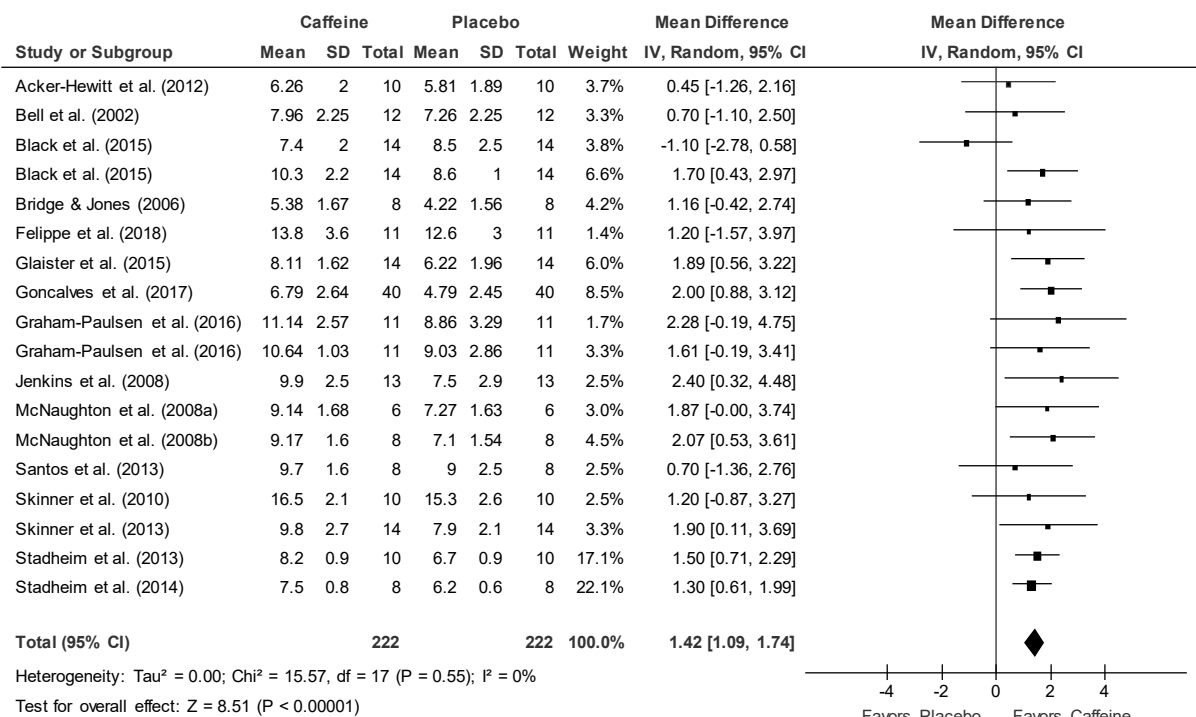 Caffeine Placebo Mean Difference Mean Difference
Study or Subgroup Mean SD Total Mean SD Total Weight IV, Random, 95% CI IV, Random, 95% CI
Acker-Hewitt et al. (2012) 6.26 2 10 5.81 1.89 10 3.7% 0.45 [-1.26, 2.16]
Bell et al. (2002) 7.96 2.25 12 7.26 2.25 12 3.3% 0.70 [-1.10, 2.50]
Black et al. (2015) 7.4 2 14 8.5 2.5 14 3.8% -1.10 [-2.78, 0.58]
Black et al. (2015) 10.3 2.2 14 8.6 1 14 6.6% 1.70 [0.43, 2.97]
Bridge & Jones (2006) 5.38 1.67 8 4.22 1.56 8 4.2% 1.16 [-0.42, 2.74]
Felippe et al. (2018) 13.8 3.6 11 12.6 3 11 1.4% 1.20 [-1.57, 3.97]
Glaister et al. (2015) 8.11 1.62 14 6.22 1.96 14 6.0% 1.89 [0.56, 3.22]
Goncalves et al. (2017) 6.79 2.64 40 4.79 2.45 40 8.5% 2.00 [0.88, 3.12]
Graham-Paulsen et al. (2016) 11.14 2.57 11 8.86 3.29 11 1.7% 2.28 [-0.19, 4.75]
Graham-Paulsen et al. (2016) 10.64 1.03 11 9.03 2.86 11 3.3% 1.61 [-0.19, 3.41]
Jenkins et al. (2008) 9.9 2.5 13 7.5 2.9 13 2.5% 2.40 [0.32, 4.48]
McNaughton et al. (2008a) 9.14 1.68 6 7.27 1.63 6 3.0% 1.87 [-0.00, 3.74]
McNaughton et al. (2008b) 9.17 1.6 8 7.1 1.54 8 4.5% 2.07 [0.53, 3.61]
Santos et al. (2013) 9.7 1.6 8 9 2.5 8 2.5% 0.70 [-1.36, 2.76]
Skinner et al. (2010) 16.5 2.1 10 15.3 2.6 10 2.5% 1.20 [-0.87, 3.27]
Skinner et al. (2013) 9.8 2.7 14 7.9 2.1 14 3.3% 1.90 [0.11, 3.69]
Stadheim et al. (2013) 8.2 0.9 10 6.7 0.9 10 17.1% 1.50 [0.71, 2.29]
Stadheim et al. (2014) 7.5 0.8 8 6.2 0.6 8 22.1% 1.30 [0.61, 1.99]
Total (95% CI) 222 222 100.0% 1.42 [1.09, 1.74]
Heterogeneity: Tau² = 0.00; Chi² = 15.57, df = 17 (P = 0.55); I² = 0%
Test for overall effect: Z = 8.51 (P < 0.00001)
-4 -2 0 2 4
Favors Placebo Favors Caffeine